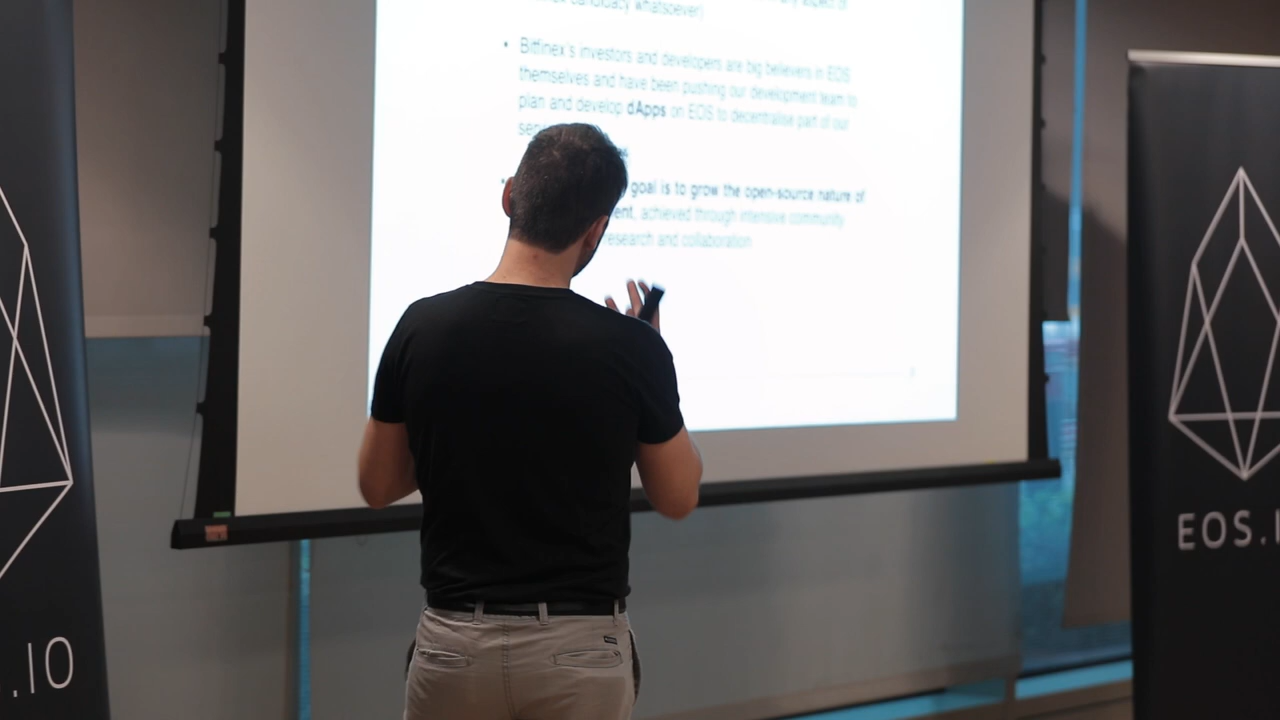 candidacy whatsoever)
• Bitfinex's investors and developers are big believers in EOS
themselves and have been pushing our development team to
plan and develop dApps on EOS to decentralise part of our
goal is to grow the open-source nature of
achieved through intensive community
research and collaboration
EOS.
.IO